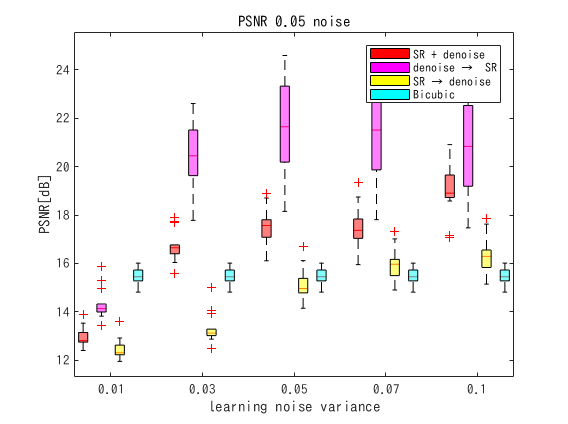 PSNR 0.05 noise
SR + denoise
denoise → SR
SR → denoise
Bicubic
PSNR[dB]
24
22
20
18
16
14
12
0.01 0.03 0.05 0.07 0.1
learning noise variance